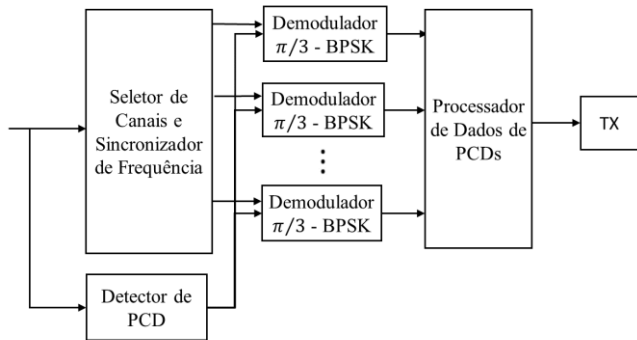 Seletor de
Canais e
Sincronizador
de Frequência
Detector de
PCD
Demodulador
π/3 - BPSK
Demodulador
π/3 - BPSK
⋮
Demodulador
π/3 - BPSK
Processador
de Dados de
PCDs
TX